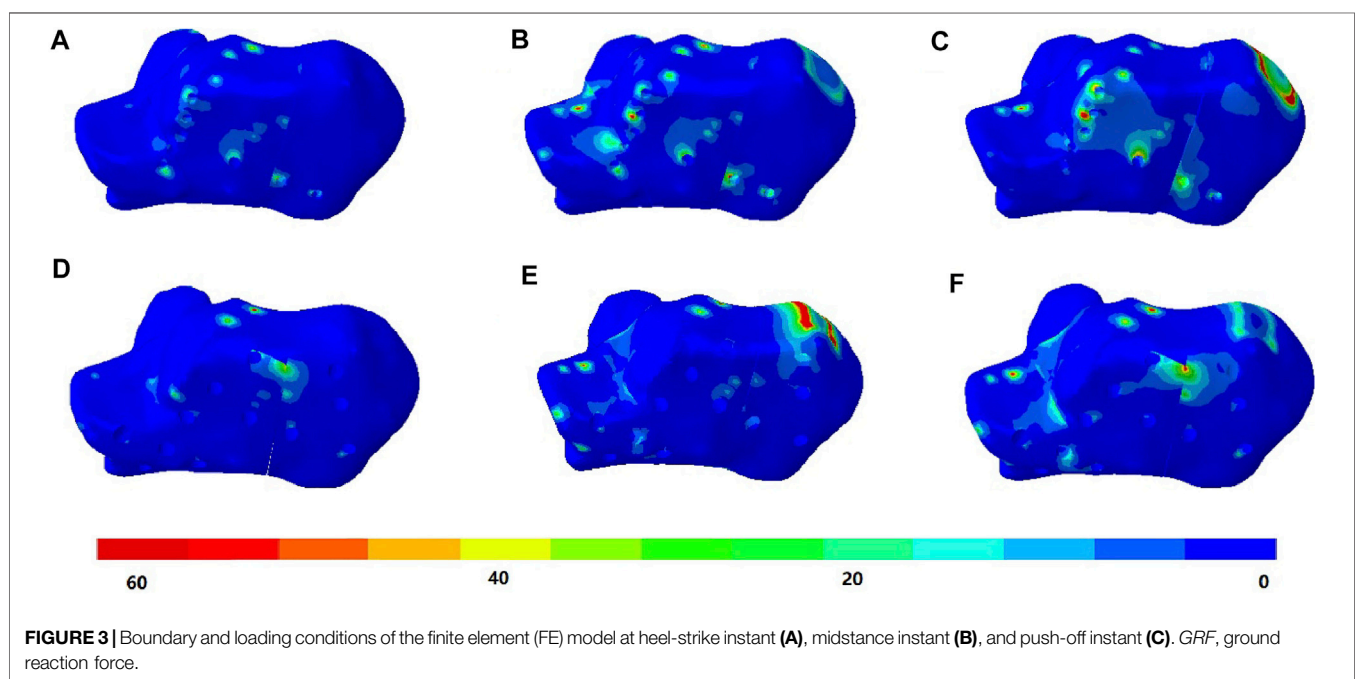 A
B
C
D
E
F
60 40 20 0
FIGURE 3 | Boundary and loading conditions of the finite element (FE) model at heel-strike instant (A), midstance instant (B), and push-off instant (C). GRF, ground
reaction force.